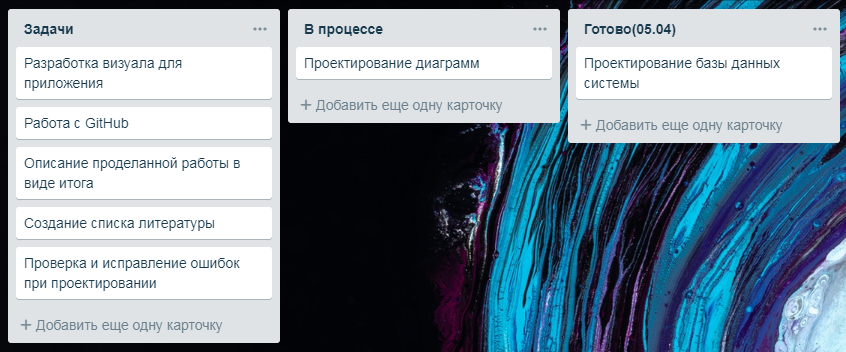 Задачи
Разработка визуала для
приложения
Работа с GitHub
Описание проделанной работы в
виде итога
Создание списка литературы
Проверка и исправление ошибок
при проектировании
+ Добавить еще одну карточку
В процессе
Проектирование диаграмм
+ Добавить еще одну карточку
Готово(05.04)
Проектирование базы данных
системы
+ Добавить еще одну карточку